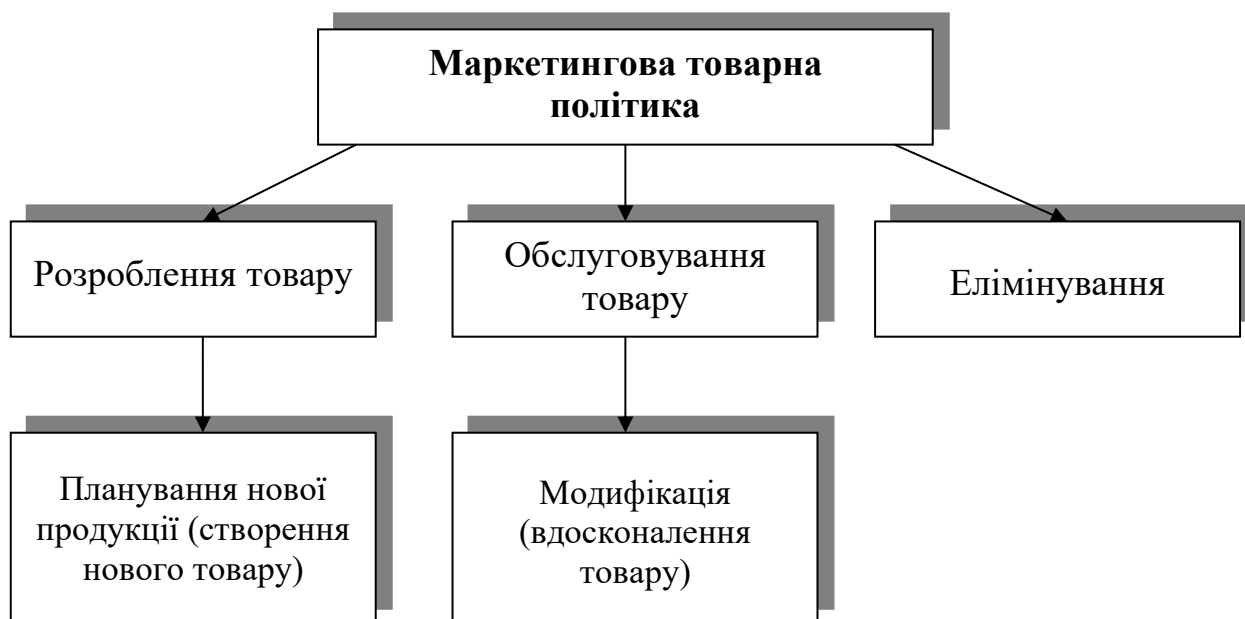 Маркетингова товарна
політика
Розроблення товару
Обслуговування
товару
Елімінування
Планування нової
продукції (створення
нового товару)
Модифікація
(вдосконалення
товару)